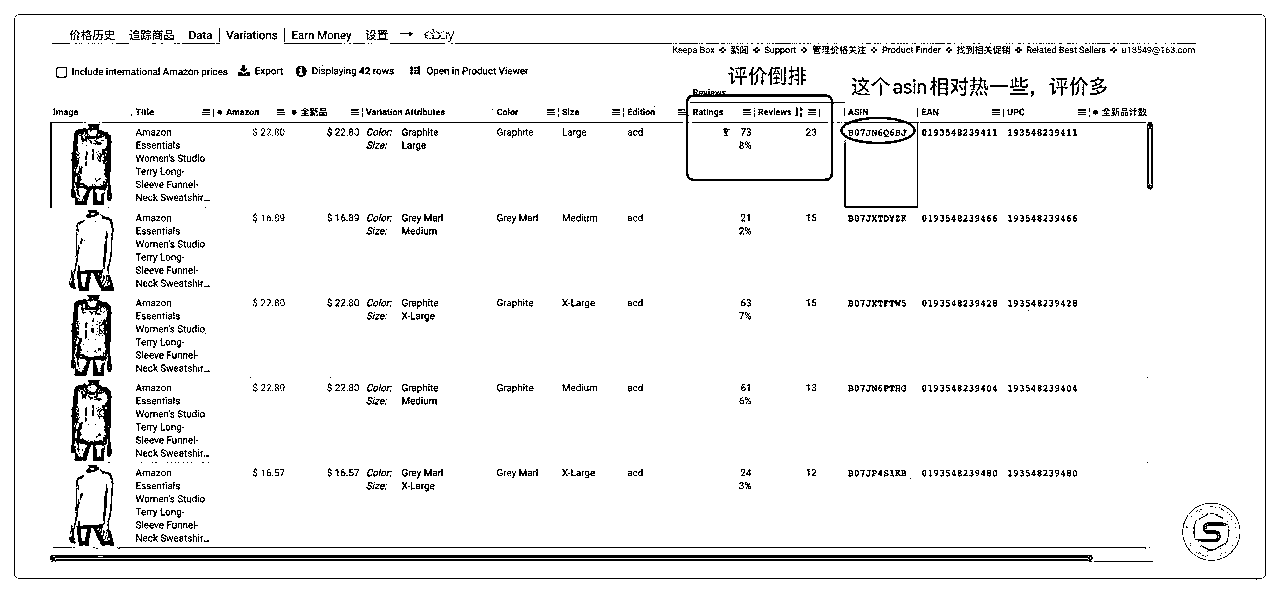 价格历史 追踪商品 Data Variations Earn Money 设置 → ebay
Keepa Box ❖ 新闻 ❖ Support ❖ 管理价格关注 ❖ Product Finder ❖ 找到相关促销 ❖ Related Best Sellers ❖ u13549@163.com
Include international Amazon prices Export Displaying 42 rows Open in Product Viewer
评价倒排
这个asin相对热一些，评价多
Reviews
Image Title Amazon 全新品 Variation Attributes Color Size Edition Ratings Reviews ASIN EAN UPC 全新品计数
Amazon $ 22.80 $ 22.80 Color: Graphite Graphite Large acd 73 23 B07JN6Q6BJ 0193548239411 193548239411
Essentials Size: Large 8%
Women's Studio
Terry Long-
Sleeve Funnel-
Neck Sweatshir...
Amazon $ 16.89 $ 16.89 Color: Grey Marl Grey Marl Medium acd 21 15 0193548239466 193548239466
Essentials Size: Medium 2%
Women's Studio
Terry Long-
Sleeve Funnel-
Neck Sweatshir...
Amazon $ 22.80 $ 22.80 Color: Graphite Graphite X-Large acd 63 15 B07JXTFTW5 0193548239428 193548239428
Essentials Size: X-Large 7%
Women's Studio
Terry Long-
Sleeve Funnel-
Neck Sweatshir...
Amazon $ 22.80 $ 22.80 Color: Graphite Graphite Medium acd 61 13 0193548239404 193548239404
Essentials Size: Medium 6%
Women's Studio
Terry Long-
Sleeve Funnel-
Neck Sweatshir...
Amazon $ 16.57 $ 16.57 Color: Grey Marl Grey Marl X-Large acd 24 12 0193548239480 193548239480
Essentials Size: X-Large 3%
Women's Studio
Terry Long-
Sleeve Funnel-
Neck Sweatshir...